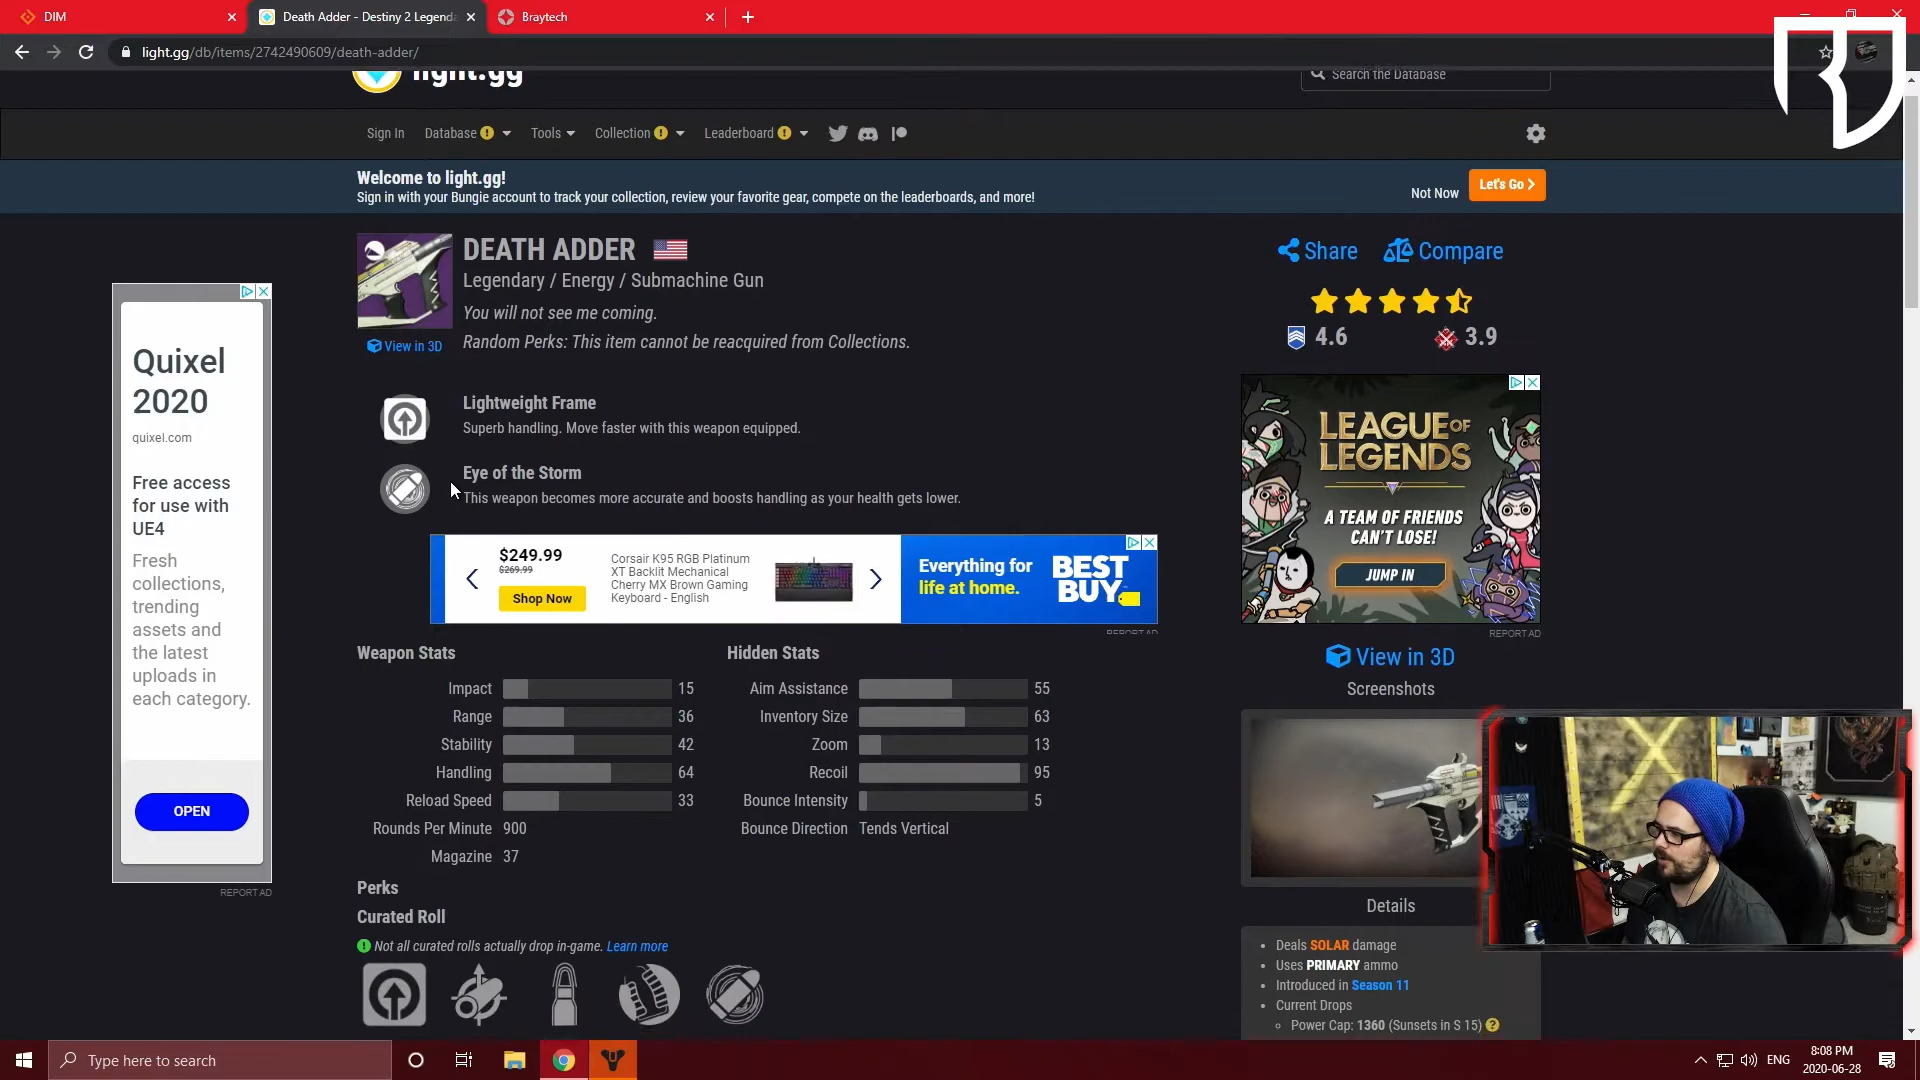 DIM
Death Adder - Destiny 2 Legenda
Braytech
light.gg/db/items/2742490609/death-adder/
light.gg
Search the Database
Sign In
Database
Tools
Collection
Leaderboard
Welcome to light.gg!
Sign in with your Bungie account to track your collection, review your favorite gear, compete on the leaderboards, and more!
Not Now
Let's Go
DEATH ADDER
Legendary / Energy / Submachine Gun
You will not see me coming.
Random Perks: This item cannot be reacquired from Collections.
View in 3D
Share
Compare
4.6
3.9
Lightweight Frame
Superb handling. Move faster with this weapon equipped.
Eye of the Storm
This weapon becomes more accurate and boosts handling as your health gets lower.
Quixel
2020
quixel.com
Free access
for use with
UE4
Fresh
collections,
trending
assets and
the latest
uploads in
each category.
OPEN
REPORT AD
$249.99
$269.99
Shop Now
Corsair K95 RGB Platinum
XT Backlit Mechanical
Cherry MX Brown Gaming
Keyboard - English
Everything for
life at home.
BEST
BUY
REPORT AD
LEAGUE OF
LEGENDS
A TEAM OF FRIENDS
CAN'T LOSE!
JUMP IN
REPORT AD
View in 3D
Screenshots
Weapon Stats
Impact 15
Range 36
Stability 42
Handling 64
Reload Speed 33
Rounds Per Minute 900
Magazine 37
Hidden Stats
Aim Assistance 55
Inventory Size 63
Zoom 13
Recoil 95
Bounce Intensity 5
Bounce Direction Tends Vertical
Perks
Curated Roll
Not all curated rolls actually drop in-game. Learn more
Details
Deals SOLAR damage
Uses PRIMARY ammo
Introduced in Season 11
Current Drops
Power Cap: 1360 (Sunsets in S 15)
Type here to search
ENG
8:08 PM
2020-06-28